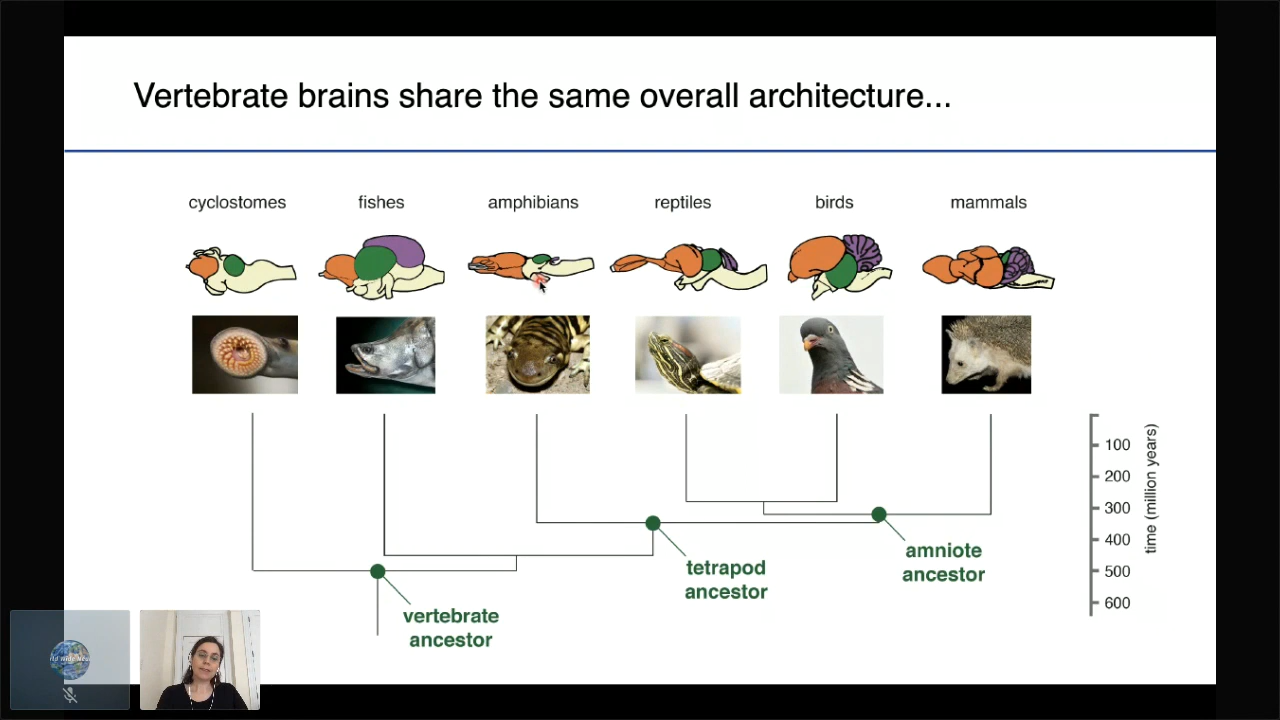 Vertebrate brains share the same overall architecture...
cyclostomes fishes amphibians reptiles birds mammals
100
200
300
400
500
600
time (million years)
amniote
ancestor
tetrapod
ancestor
vertebrate
ancestor